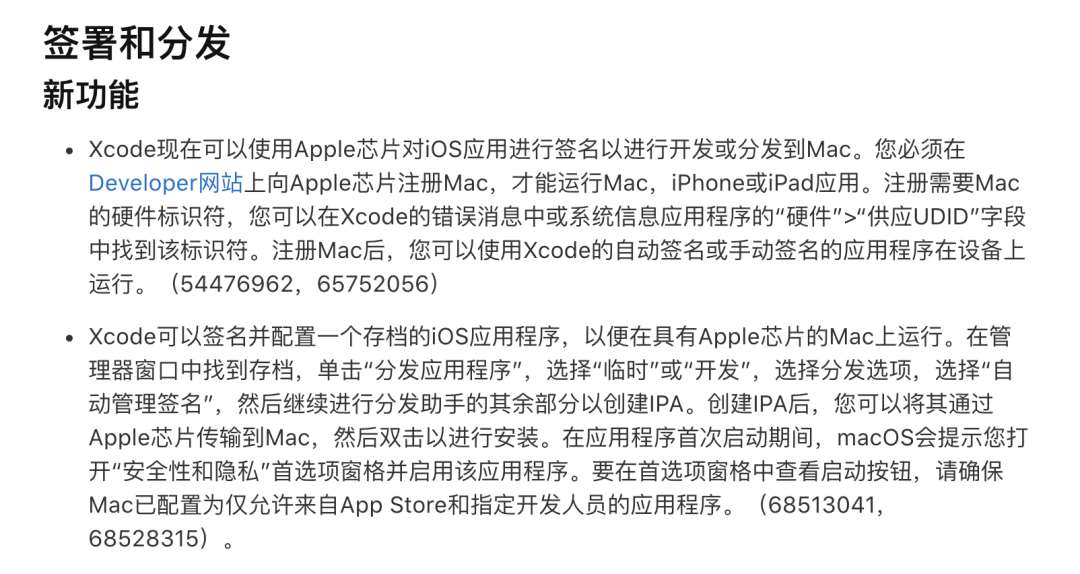 签署和分发
新功能
• Xcode现在可以使用Apple芯片对iOS应用进行签名以进行开发或分发到Mac。您必须在
Developer网站上向Apple芯片注册Mac，才能运行Mac，iPhone或iPad应用。注册需要Mac
的硬件标识符，您可以在Xcode的错误消息中或系统信息应用程序的“硬件”>“供应UDID”字段
中找到该标识符。注册Mac后，您可以使用Xcode的自动签名或手动签名的应用程序在设备上
运行。（54476962，65752056）
• Xcode可以签名并配置一个存档的iOS应用程序，以便在具有Apple芯片的Mac上运行。在管
理器窗口中找到存档，单击“分发应用程序”，选择“临时”或“开发”，选择分发选项，选择“自
动管理签名”，然后继续进行分发助手的其余部分以创建IPA。创建IPA后，您可以将其通过
Apple芯片传输到Mac，然后双击以进行安装。在应用程序首次启动期间，macOS会提示您打
开“安全性和隐私”首选项窗格并启用该应用程序。要在首选项窗格中查看启动按钮，请确保
Mac已配置为仅允许来自App Store和指定开发人员的应用程序。（68513041，
68528315）。